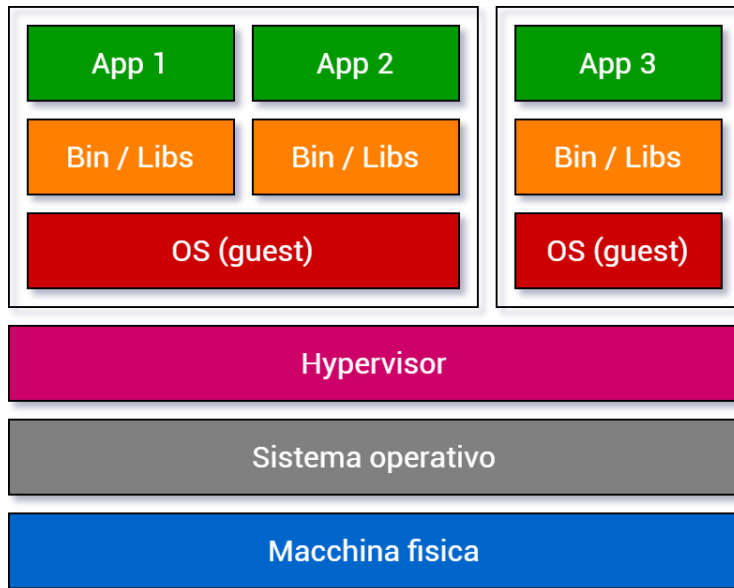 App 1
App 2
App 3
Bin / Libs
Bin / Libs
Bin / Libs
OS (guest)
OS (guest)
Hypervisor
Sistema operativo
Macchina fisica